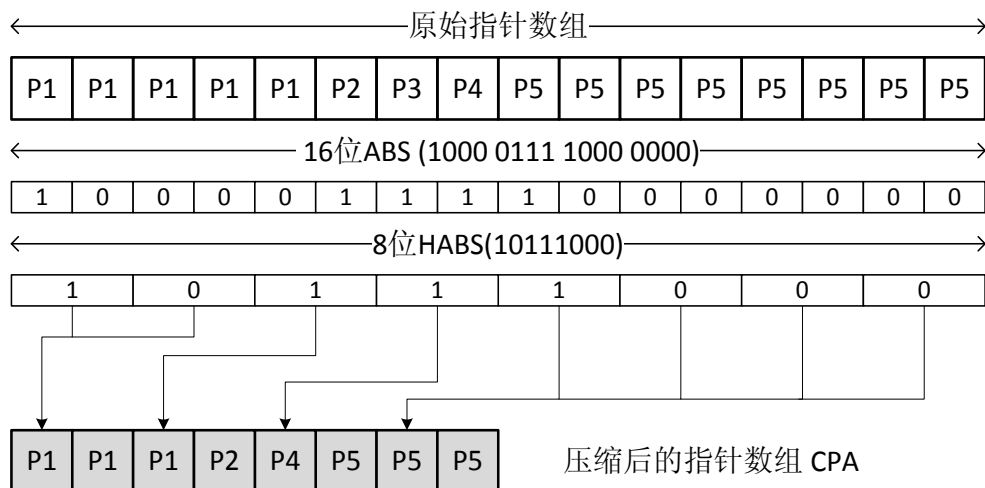 原始指针数组
P1 P1 P1 P1 P1 P2 P3 P4 P5 P5 P5 P5 P5 P5 P5 P5
16位ABS (1000 0111 1000 0000)
1 0 0 0 0 1 1 1 1 0 0 0 0 0 0 0
8位HABS(10111000)
1 0 1 1 1 0 0 0
P1 P1 P1 P2 P4 P5 P5 P5
压缩后的指针数组 CPA